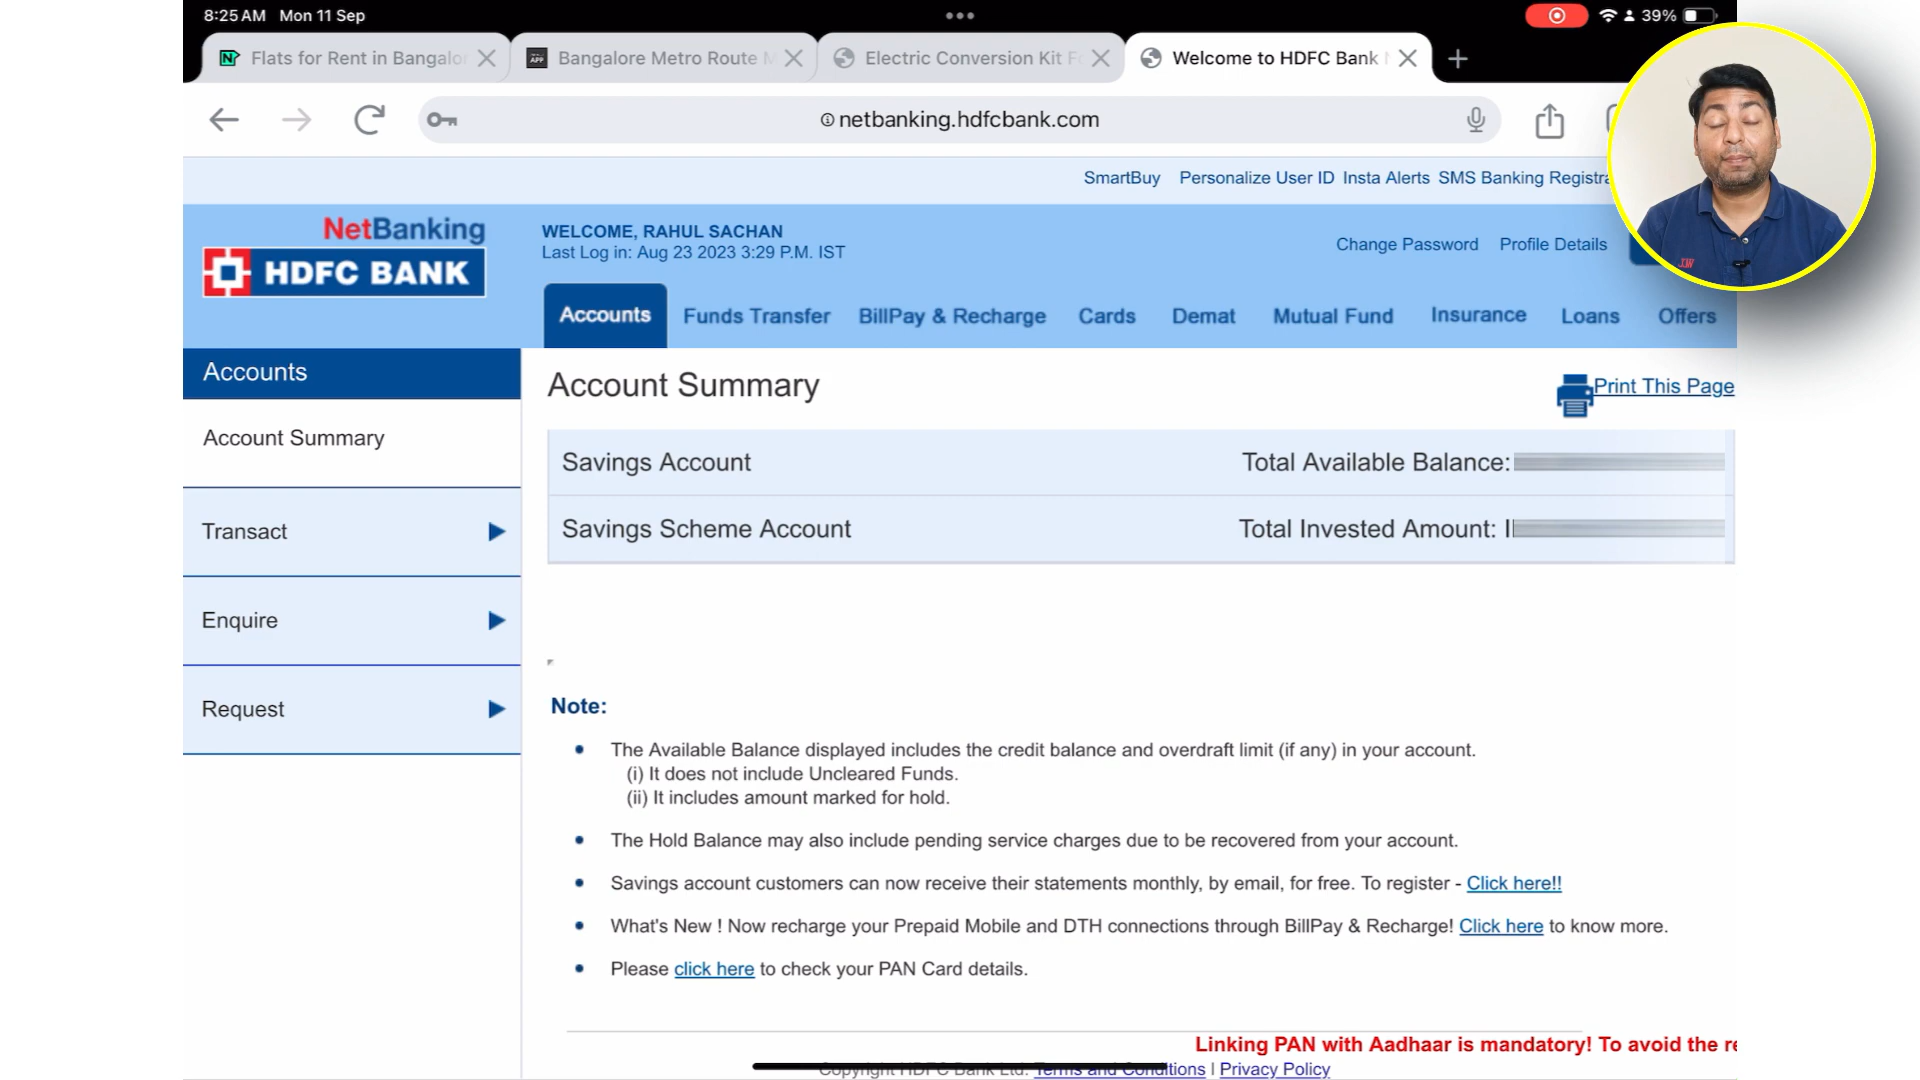 8:25 AM Mon 11 Sep
39%
Flats for Rent in Bangalor
Bangalore Metro Route M
Electric Conversion Kit F
Welcome to HDFC Bank
netbanking.hdfcbank.com
SmartBuy Personalize User ID Insta Alerts SMS Banking Registra
NetBanking
HDFC BANK
WELCOME, RAHUL SACHAN
Last Log in: Aug 23 2023 3:29 P.M. IST
Change Password Profile Details
Accounts Funds Transfer BillPay & Recharge Cards Demat Mutual Fund Insurance Loans Offers
Accounts
Account Summary
Transact
Enquire
Request
Account Summary
Print This Page
Savings Account Total Available Balance:
Savings Scheme Account Total Invested Amount: I
Note:
The Available Balance displayed includes the credit balance and overdraft limit (if any) in your account.
(i) It does not include Uncleared Funds.
(ii) It includes amount marked for hold.
The Hold Balance may also include pending service charges due to be recovered from your account.
Savings account customers can now receive their statements monthly, by email, for free. To register - Click here!!
What's New ! Now recharge your Prepaid Mobile and DTH connections through BillPay & Recharge! Click here to know more.
Please click here to check your PAN Card details.
Linking PAN with Aadhaar is mandatory! To avoid the re
Copyright HDFC Bank Ltd. Terms and Conditions | Privacy Policy